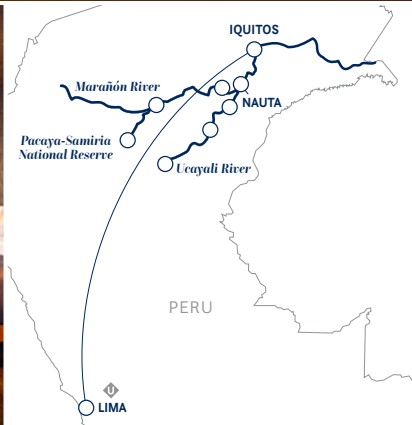 IQUITOS
Marañón River
NAUTA
Pacaya-Samiria
National Reserve
Ucayali River
PERU
U
LIMA